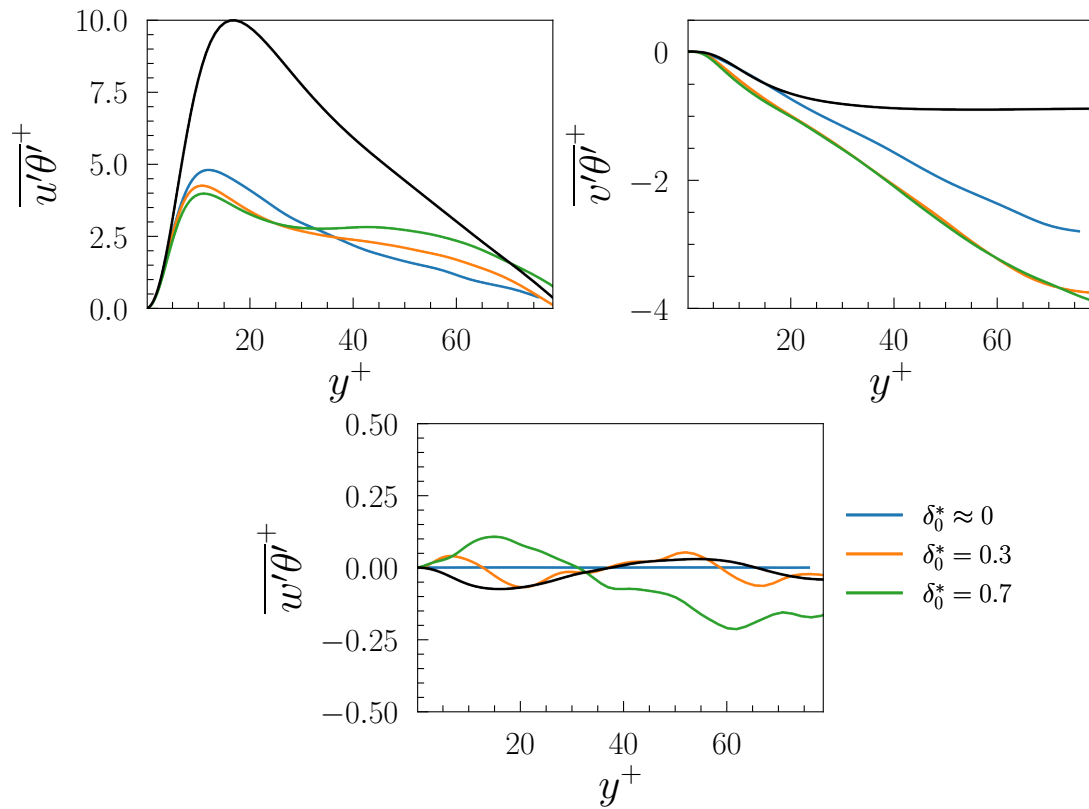 10.0
7.5
5.0
2.5
0.0
20
40
60
y⁺
$\overline{u'\theta'}^+$
0
−2
−4
20
40
60
y⁺
$\overline{v'\theta'}^+$
0.50
0.25
0.00
−0.25
−0.50
20
40
60
y⁺
$\overline{w'\theta'}^+$
$\delta_0^* \approx 0$
$\delta_0^* = 0.3$
$\delta_0^* = 0.7$